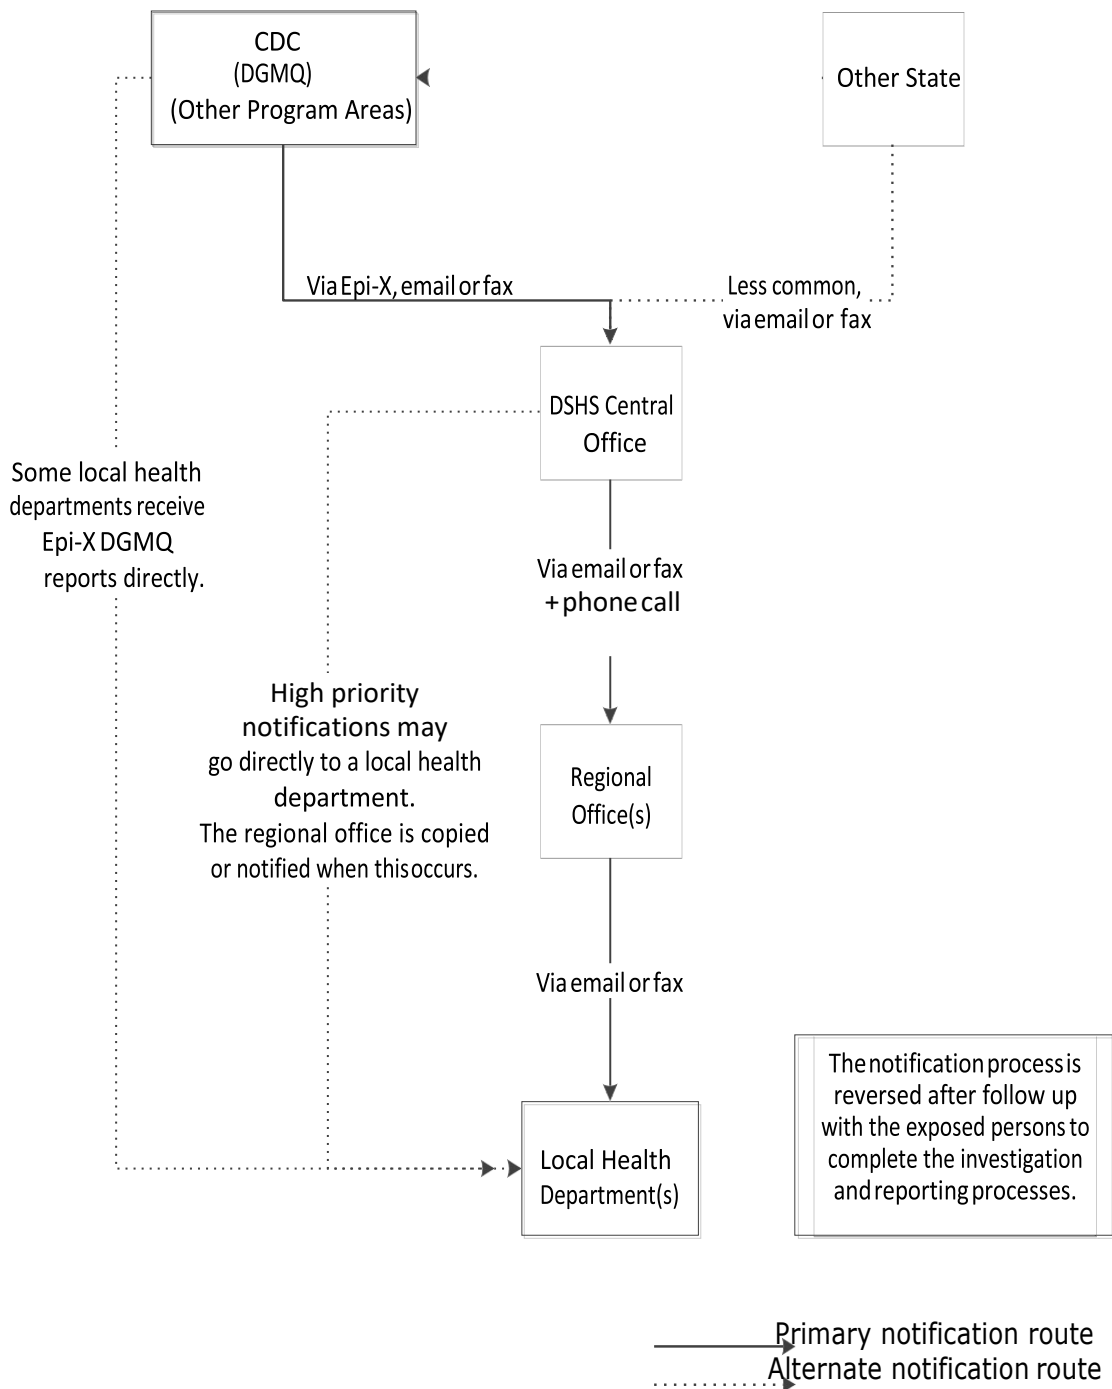 CDC
(DGMQ)
(Other Program Areas)
Other State
Via Epi-X, email or fax
Less common,
via email or fax
DSHS Central
Office
Some local health
departments receive
Epi-X DGMQ
reports directly.
Via email or fax
+ phone call
High priority
notifications may
go directly to a local health
department.
The regional office is copied
or notified when this occurs.
Regional
Office(s)
Via email or fax
The notification process is
reversed after follow up
with the exposed persons to
complete the investigation
and reporting processes.
Local Health
Department(s)
Primary notification route
Alternate notification route